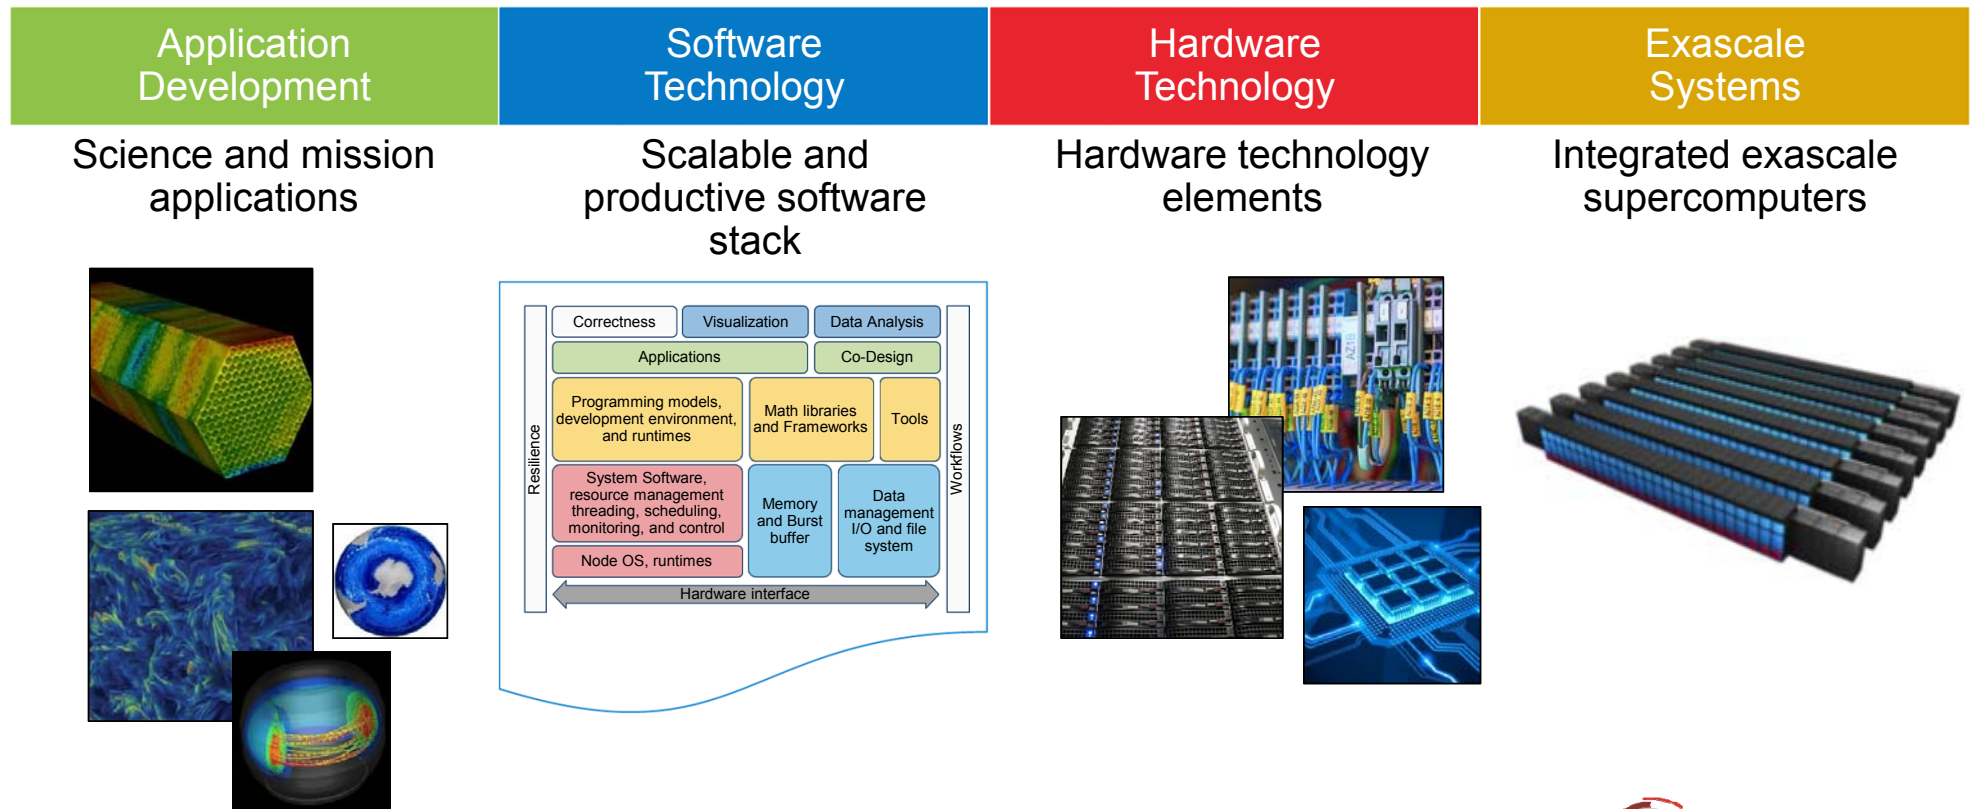 Application
Development
Software
Technology
Hardware
Technology
Exascale
Systems
Science and mission
applications
Scalable and
productive software
stack
Hardware technology
elements
Integrated exascale
supercomputers
Resilience
Correctness
Visualization
Data Analysis
Applications
Co-Design
Programming models,
development environment,
and runtimes
Math libraries
and Frameworks
Tools
System Software,
resource management
threading, scheduling,
monitoring, and control
Memory
and Burst
buffer
Data
management
I/O and file
system
Node OS, runtimes
Hardware interface
Workflows
AZ16